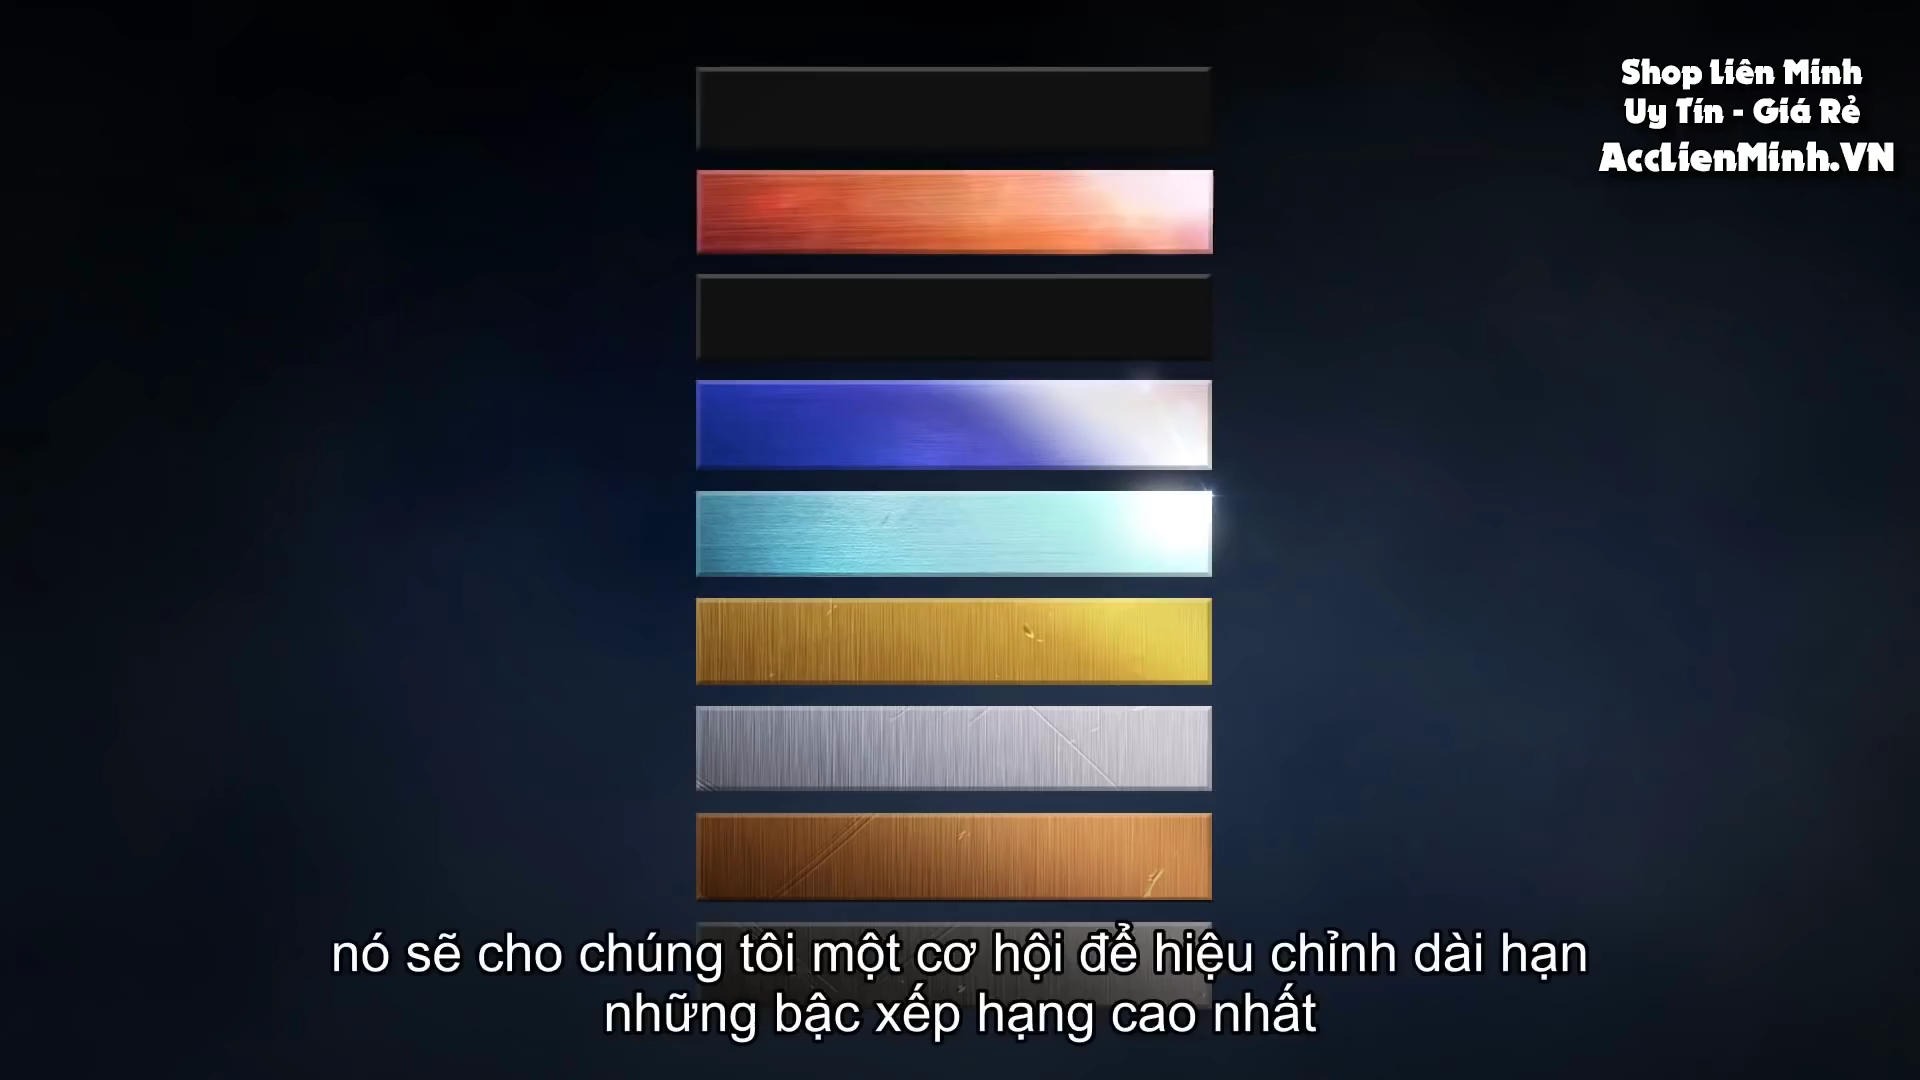 Shop Liên Minh
Uy Tín - Giá Rẻ
AccLienMinh.VN
nó sẽ cho chúng tôi một cơ hội để hiệu chỉnh dài hạn
những bậc xếp hạng cao nhất